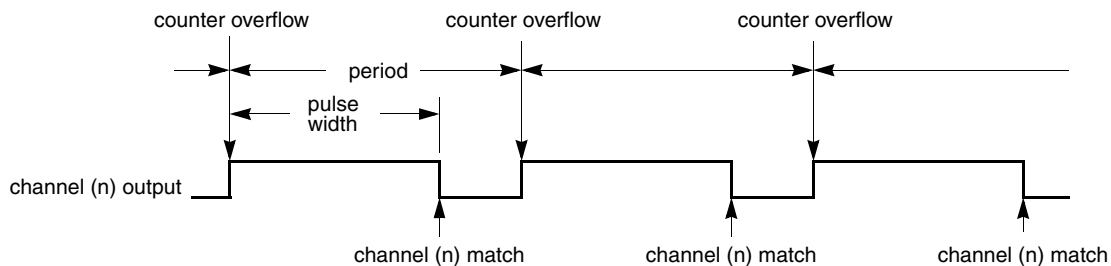 counter overflow counter overflow counter overflow
period
pulse
width
channel (n) output
channel (n) match channel (n) match channel (n) match